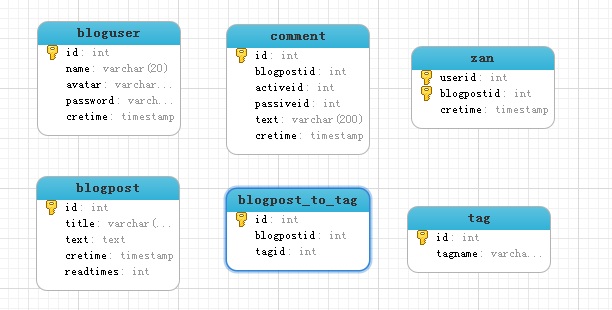 bloguser
id: int
name: varchar(20)
avatar: varchar...
password: varch...
cretime: timestamp
comment
id: int
blogpostid: int
activeid: int
passiveid: int
text: varchar(200)
cretime: timestamp
zan
userid: int
blogpostid: int
cretime: timestamp
blogpost
id: int
title: varchar(...
text: text
cretime: timestamp
readtimes: int
blogpost_to_tag
id: int
blogpostid: int
tagid: int
tag
id: int
tagname: varcha...